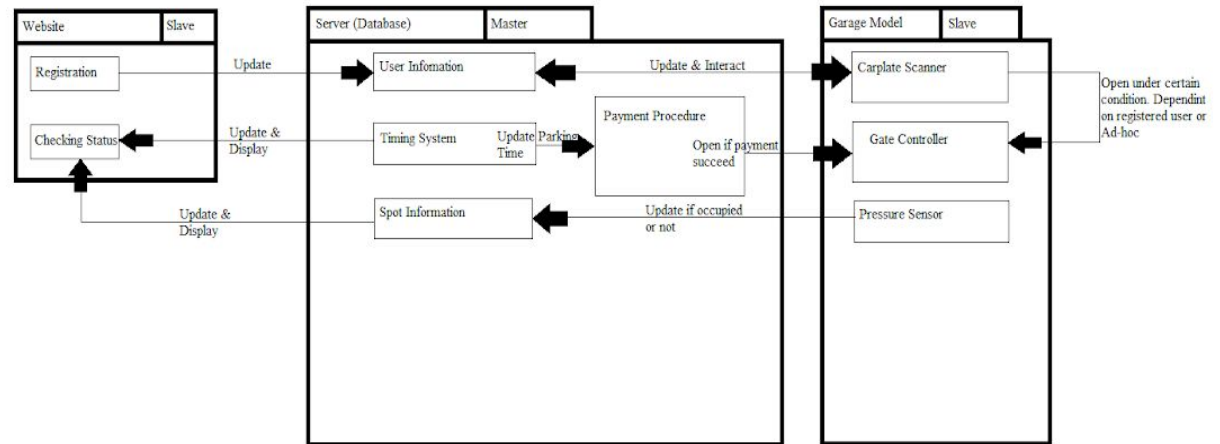 Website
Slave
Registration
Checking Status
Update
Update &
Display
Update &
Display
Server (Database)
Master
User Infomation
Timing System
Update Parking
Time
Spot Information
Payment Procedure
Open if payment
succeed
Update & Interact
Update if occupied
or not
Garage Model
Slave
Carplate Scanner
Gate Controller
Pressure Sensor
Open under certain
condition. Dependint
on registered user or
Ad-hoc